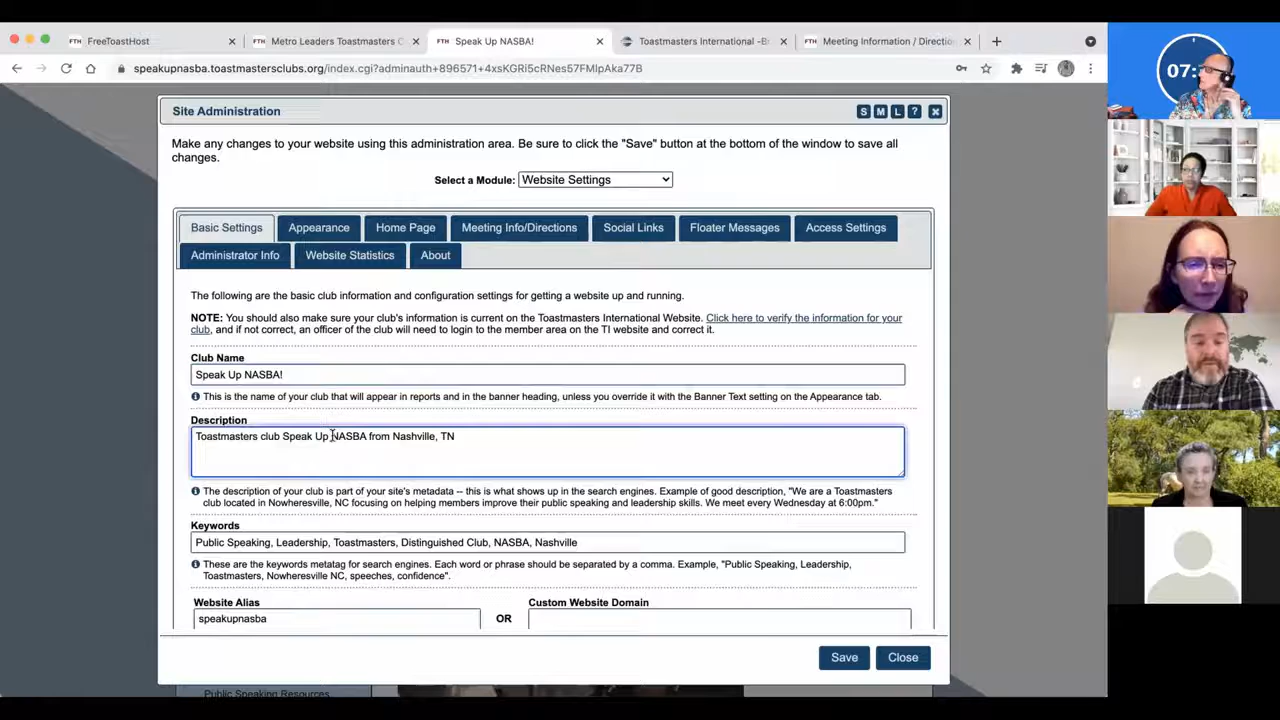 FTH FreeToastHost
FTH Metro Leaders Toastmasters C
FTH Speak Up NASBA!
Toastmasters International -B
FTH Meeting Information / Directio
speakupnasba.toastmastersclubs.org/index.cgi?adminauth+896571+4xsKGRi5cRNes57FMlpAka77B
07:
Site Administration
S M L ?
Make any changes to your website using this administration area. Be sure to click the "Save" button at the bottom of the window to save all
changes.
Select a Module: Website Settings
Basic Settings Appearance Home Page Meeting Info/Directions Social Links Floater Messages Access Settings
Administrator Info Website Statistics About
The following are the basic club information and configuration settings for getting a website up and running.
NOTE: You should also make sure your club's information is current on the Toastmasters International Website. Click here to verify the information for your
club, and if not correct, an officer of the club will need to login to the member area on the TI website and correct it.
Club Name
Speak Up NASBA!
This is the name of your club that will appear in reports and in the banner heading, unless you override it with the Banner Text setting on the Appearance tab.
Description
Toastmasters club Speak Up NASBA from Nashville, TN
The description of your club is part of your site's metadata -- this is what shows up in the search engines. Example of good description, "We are a Toastmasters
club located in Nowheresville, NC focusing on helping members improve their public speaking and leadership skills. We meet every Wednesday at 6:00pm."
Keywords
Public Speaking, Leadership, Toastmasters, Distinguished Club, NASBA, Nashville
These are the keywords metatag for search engines. Each word or phrase should be separated by a comma. Example, "Public Speaking, Leadership,
Toastmasters, Nowheresville NC, speeches, confidence".
Website Alias
Custom Website Domain
speakupnasba
OR
Save Close
Public Speaking Resources